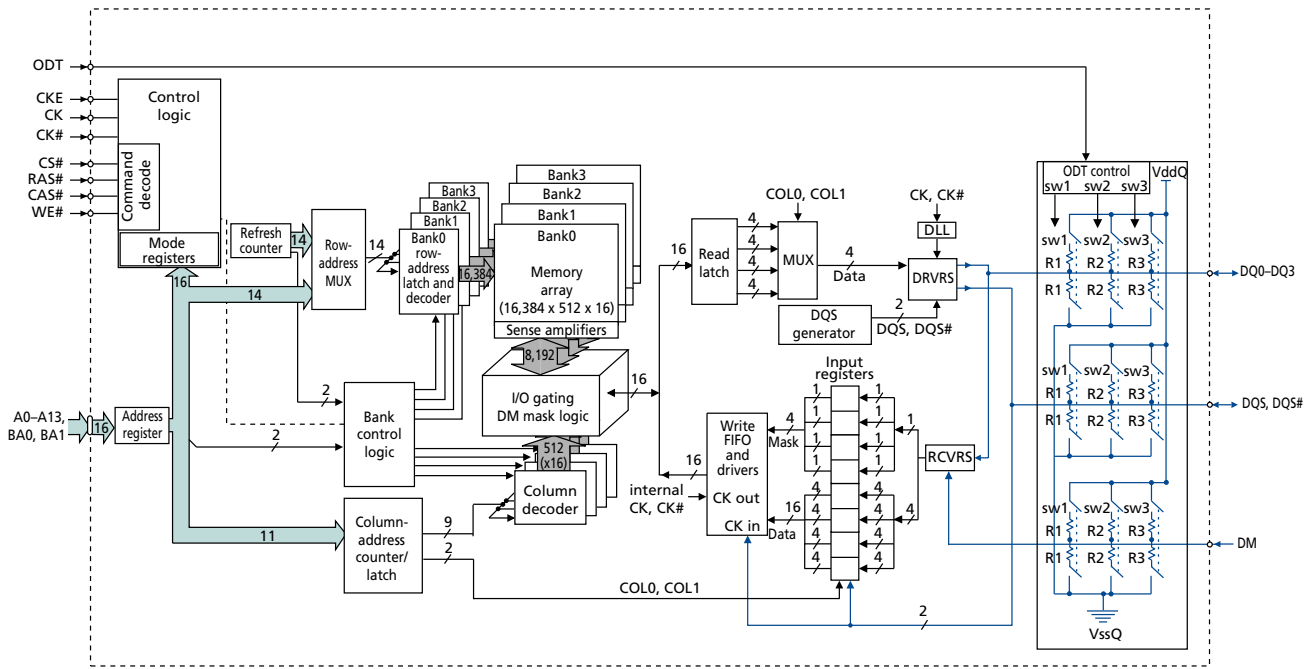 ODT
CKE
CK
CK#
CS#
RAS#
CAS#
WE#
Control
logic
Command
decode
Mode
registers
16
A0–A13,
BA0, BA1
16
Address
register
Refresh
counter
14
14
11
2
2
Row-
address
MUX
14
Bank3
Bank2
Bank1
Bank0
row-
address
latch and
decoder
16,384
Bank3
Bank2
Bank1
Bank0
Memory
array
(16,384 x 512 x 16)
Sense amplifiers
8,192
I/O gating
DM mask logic
16
512
(x16)
Column
decoder
Bank
control
logic
Column-
address
counter/
latch
9
2
COL0, COL1
16
Read
latch
4
4
4
4
COL0, COL1
MUX
4
Data
CK, CK#
DLL
DRVRS
DQS
generator
2
DQS, DQS#
Input
registers
1
1
1
1
1
1
1
1
1
4
Mask
Write
FIFO
and
drivers
CK out
CK in
16
internal
CK, CK#
16
Data
4
4
4
4
4
4
4
4
4
RCVRS
2
ODT control
sw1 sw2 sw3
VddQ
sw1 sw2 sw3
R1 R2 R3
R1 R2 R3
DQ0–DQ3
sw1 sw2 sw3
R1 R2 R3
R1 R2 R3
DQS, DQS#
sw1 sw2 sw3
R1 R2 R3
R1 R2 R3
DM
VssQ